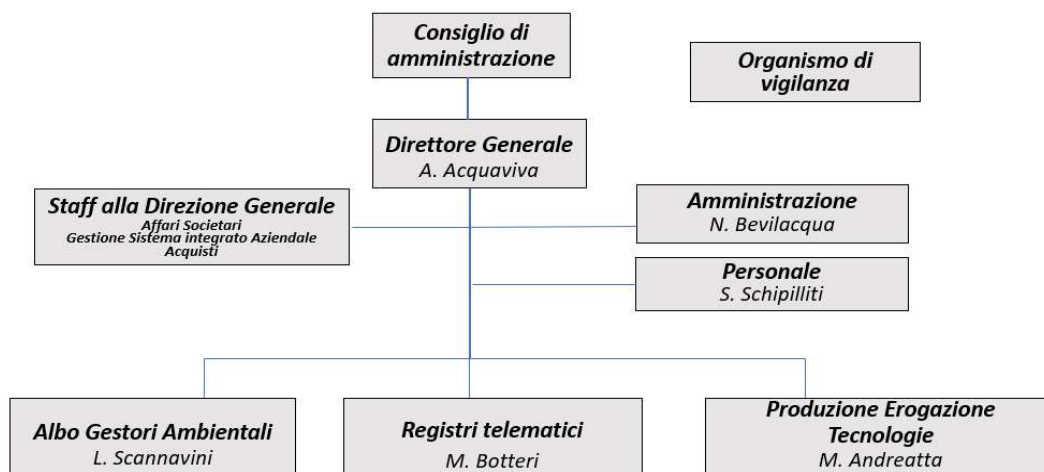 Consiglio di
amministrazione
Organismo di
vigilanza
Direttore Generale
A. Acquaviva
Staff alla Direzione Generale
Affari Societari
Gestione Sistema integrato Aziendale
Acquisti
Amministrazione
N. Bevilacqua
Personale
S. Schipilliti
Albo Gestori Ambientali
L. Scannavini
Registri telematici
M. Botteri
Produzione Erogazione
Tecnologie
M. Andreatta